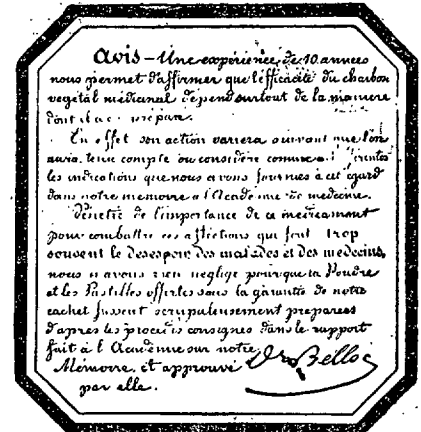 Avis – Une expérience de 10 années
nous permet d'affirmer que l'efficacité du charbon
végétal médicinal dépend surtout de la manière
dont il a préparé.
En effet son action variera suivant que l'on
aura tenu compte ou considéré comme
les indications que nous avons fournies à cet égard
dans notre mémoire à l'Académie de médecine.
Pénétré de l'importance de ce médicament
pour combattre ces affections qui font trop
souvent le désespoir des malades et des médecins,
nous n'avons rien négligé pour que la Poudre
et les Pastilles offertes sous la garantie de notre
cachet fussent scrupuleusement préparées
d'après les procédés consignés dans le rapport
fait à l'Académie sur notre
Mémoire, et approuvé
par elle.
Dr Belloc